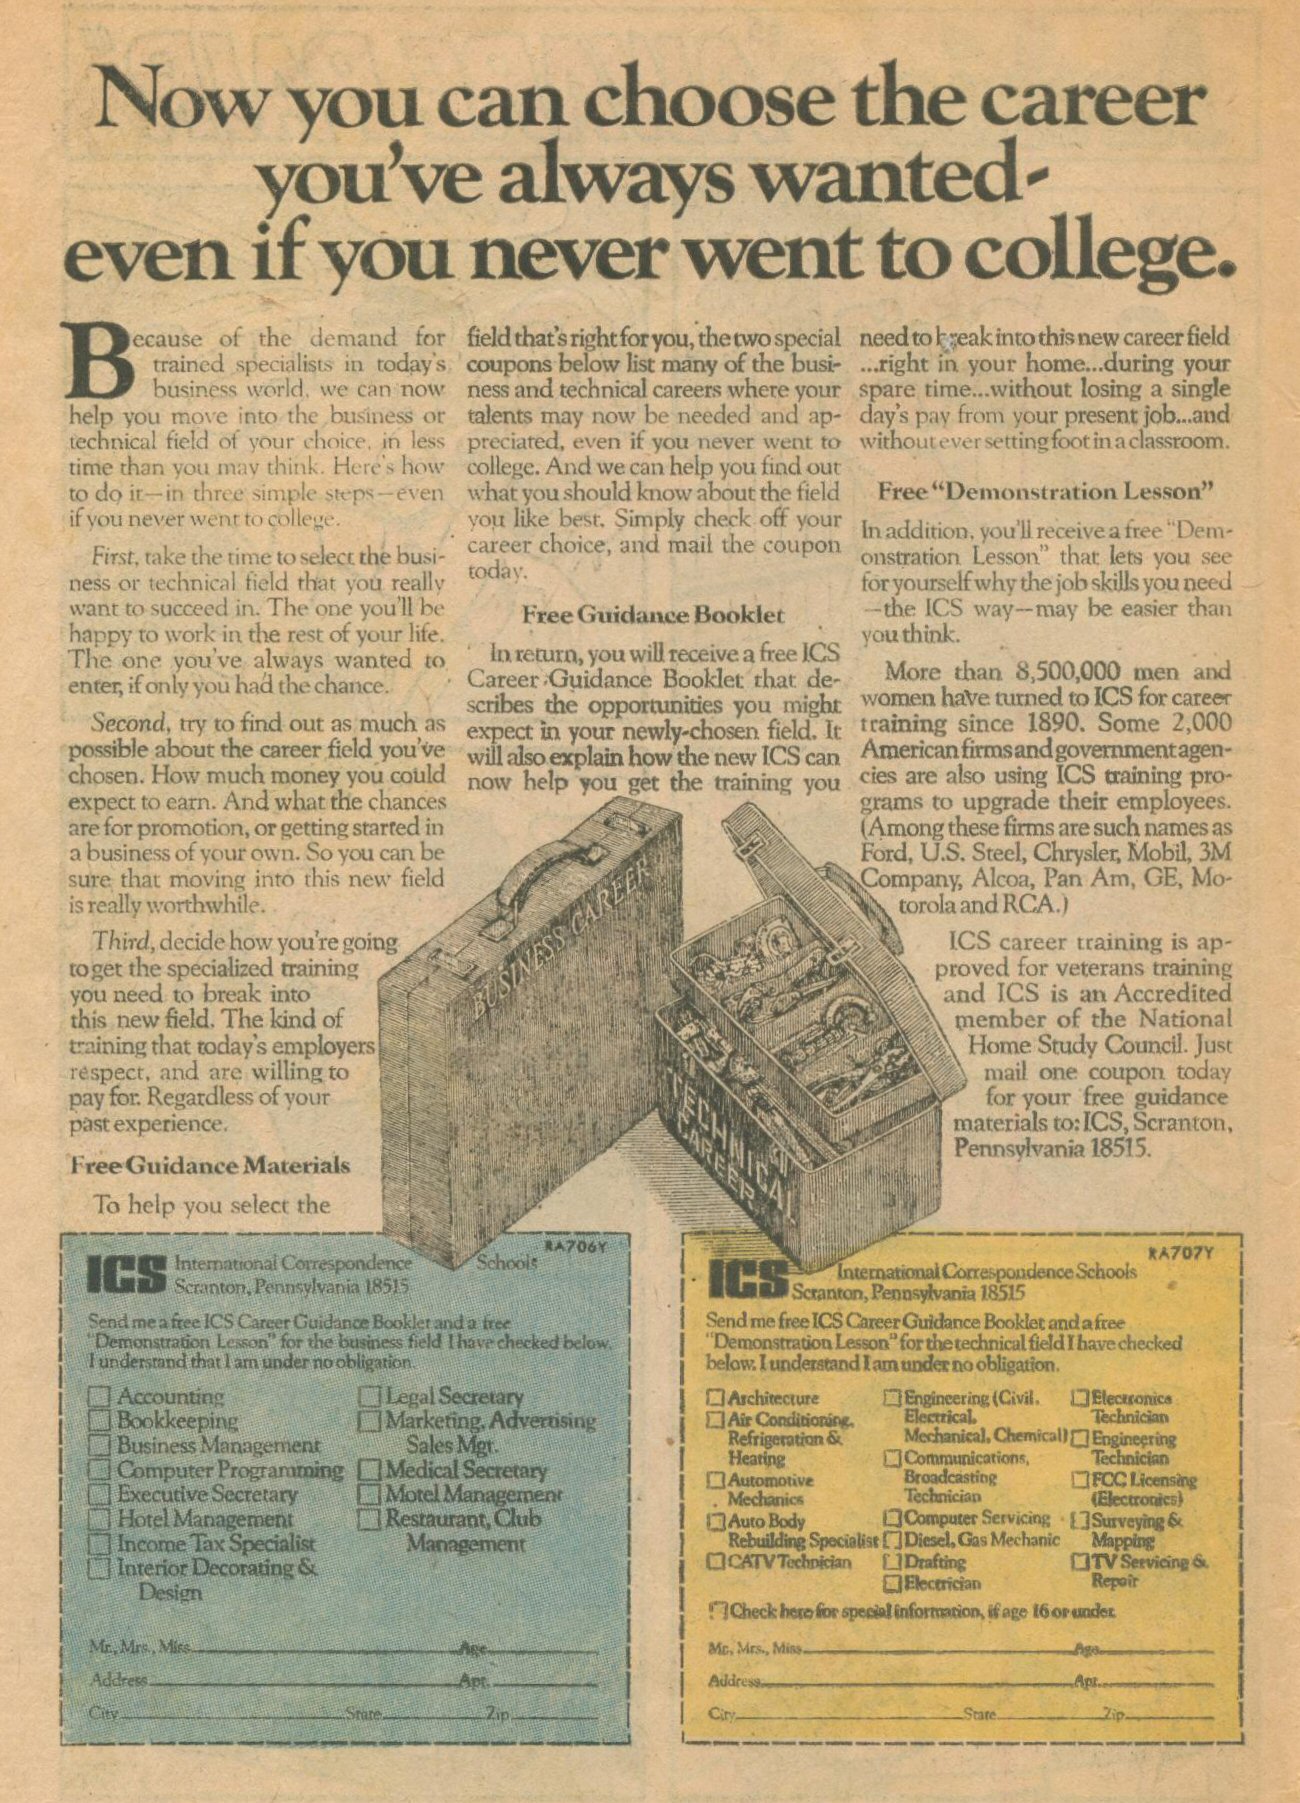 Now you can choose the career
you've always wanted-
even if you never went to college.
Because of the demand for
trained specialists in today's
business world, we can now
help you move into the business or
technical field of your choice, in less
time than you may think. Here's how
to do it—in three simple steps—even
if you never went to college.
First, take the time to select the busi-
ness or technical field that you really
want to succeed in. The one you'll be
happy to work in the rest of your life.
The one you've always wanted to
enter, if only you had the chance.
Second, try to find out as much as
possible about the career field you've
chosen. How much money you could
expect to earn. And what the chances
are for promotion, or getting started in
a business of your own. So you can be
sure that moving into this new field
is really worthwhile.
Third, decide how you're going
to get the specialized training
you need to break into
this new field. The kind of
training that today's employers
respect, and are willing to
pay for. Regardless of your
past experience.
Free Guidance Materials
To help you select the
field that's right for you, the two special
coupons below list many of the busi-
ness and technical careers where your
talents may now be needed and ap-
preciated, even if you never went to
college. And we can help you find out
what you should know about the field
you like best. Simply check off your
career choice, and mail the coupon
today.
Free Guidance Booklet
In return, you will receive a free ICS
Career Guidance Booklet that de-
scribes the opportunities you might
expect in your newly-chosen field. It
will also explain how the new ICS can
now help you get the training you
need to break into this new career field
...right in your home...during your
spare time...without losing a single
day's pay from your present job...and
without ever setting foot in a classroom.
Free "Demonstration Lesson"
In addition, you'll receive a free "Dem-
onstration Lesson" that lets you see
for yourself why the job skills you need
—the ICS way—may be easier than
you think.
More than 8,500,000 men and
women have turned to ICS for career
training since 1890. Some 2,000
American firms and government agen-
cies are also using ICS training pro-
grams to upgrade their employees.
(Among these firms are such names as
Ford, U.S. Steel, Chrysler, Mobil, 3M
Company, Alcoa, Pan Am, GE, Mo-
torola and RCA.)
ICS career training is ap-
proved for veterans training
and ICS is an Accredited
member of the National
Home Study Council. Just
mail one coupon today
for your free guidance
materials to: ICS, Scranton,
Pennsylvania 18515.
BUSINESS CAREER
TECHNICAL
CAREER
RA706Y
ICS International Correspondence Schools
Scranton, Pennsylvania 18515
Send me a free ICS Career Guidance Booklet and a free
"Demonstration Lesson" for the business field I have checked below.
I understand that I am under no obligation.
Accounting
Bookkeeping
Business Management
Computer Programming
Executive Secretary
Hotel Management
Income Tax Specialist
Interior Decorating &
Design
Legal Secretary
Marketing, Advertising
Sales Mgt.
Medical Secretary
Motel Management
Restaurant, Club
Management
Mr., Mrs., Miss Age
Address Apt.
City State Zip
RA707Y
ICS International Correspondence Schools
Scranton, Pennsylvania 18515
Send me free ICS Career Guidance Booklet and a free
"Demonstration Lesson" for the technical field I have checked
below. I understand I am under no obligation.
Architecture
Air Conditioning,
Refrigeration &
Heating
Automotive
Mechanics
Auto Body
Rebuilding Specialist
CATV Technician
Engineering (Civil,
Electrical,
Mechanical, Chemical)
Communications,
Broadcasting
Technician
Computer Servicing
Diesel, Gas Mechanic
Drafting
Electrician
Electronics
Technician
Engineering
Technician
FCC Licensing
(Electronics)
Surveying &
Mapping
TV Servicing &
Repair
Check here for special information, if age 16 or under.
Mr., Mrs., Miss Age
Address Apt.
City State Zip